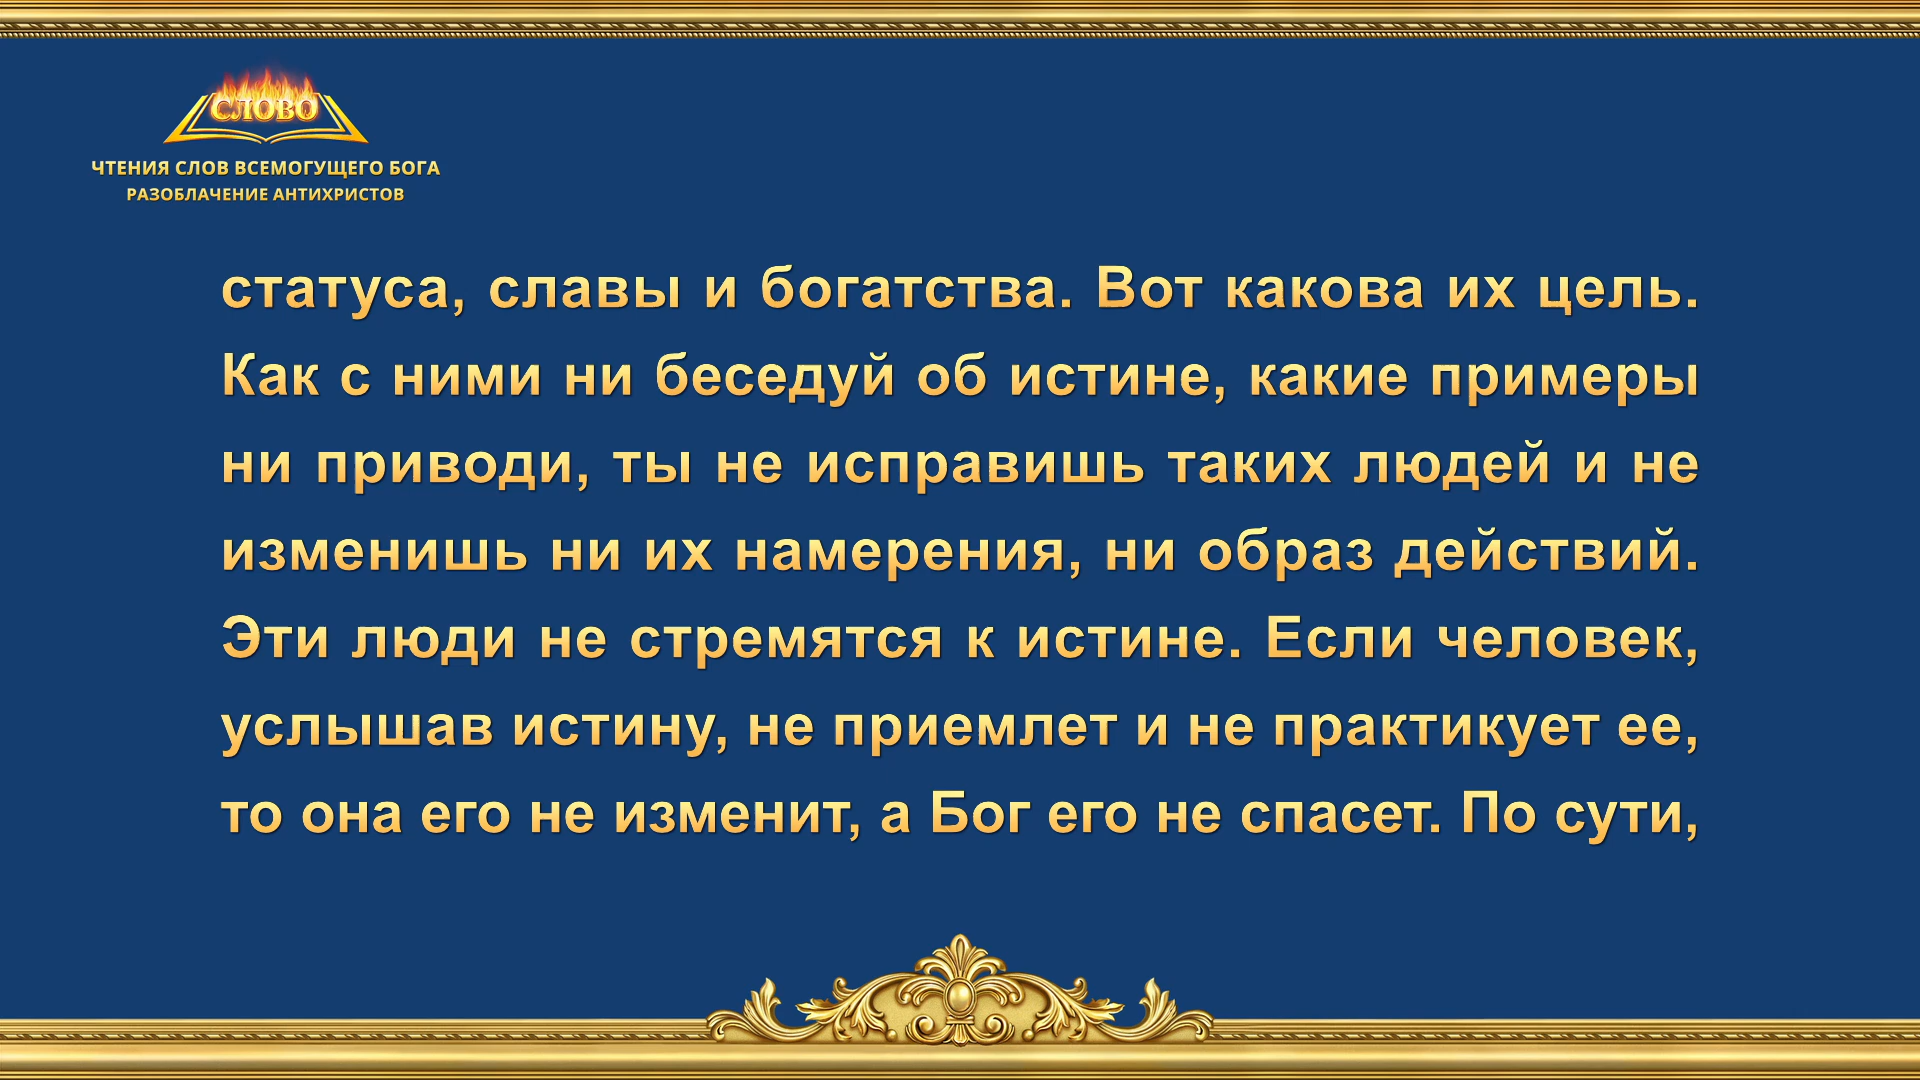 СЛОВО
ЧТЕНИЯ СЛОВ ВСЕМОГУЩЕГО БОГА
РАЗОБЛАЧЕНИЕ АНТИХРИСТОВ
статуса, славы и богатства. Вот какова их цель.
Как с ними ни беседуй об истине, какие примеры
ни приводи, ты не исправишь таких людей и не
изменишь ни их намерения, ни образ действий.
Эти люди не стремятся к истине. Если человек,
услышав истину, не приемлет и не практикует ее,
то она его не изменит, а Бог его не спасет. По сути,